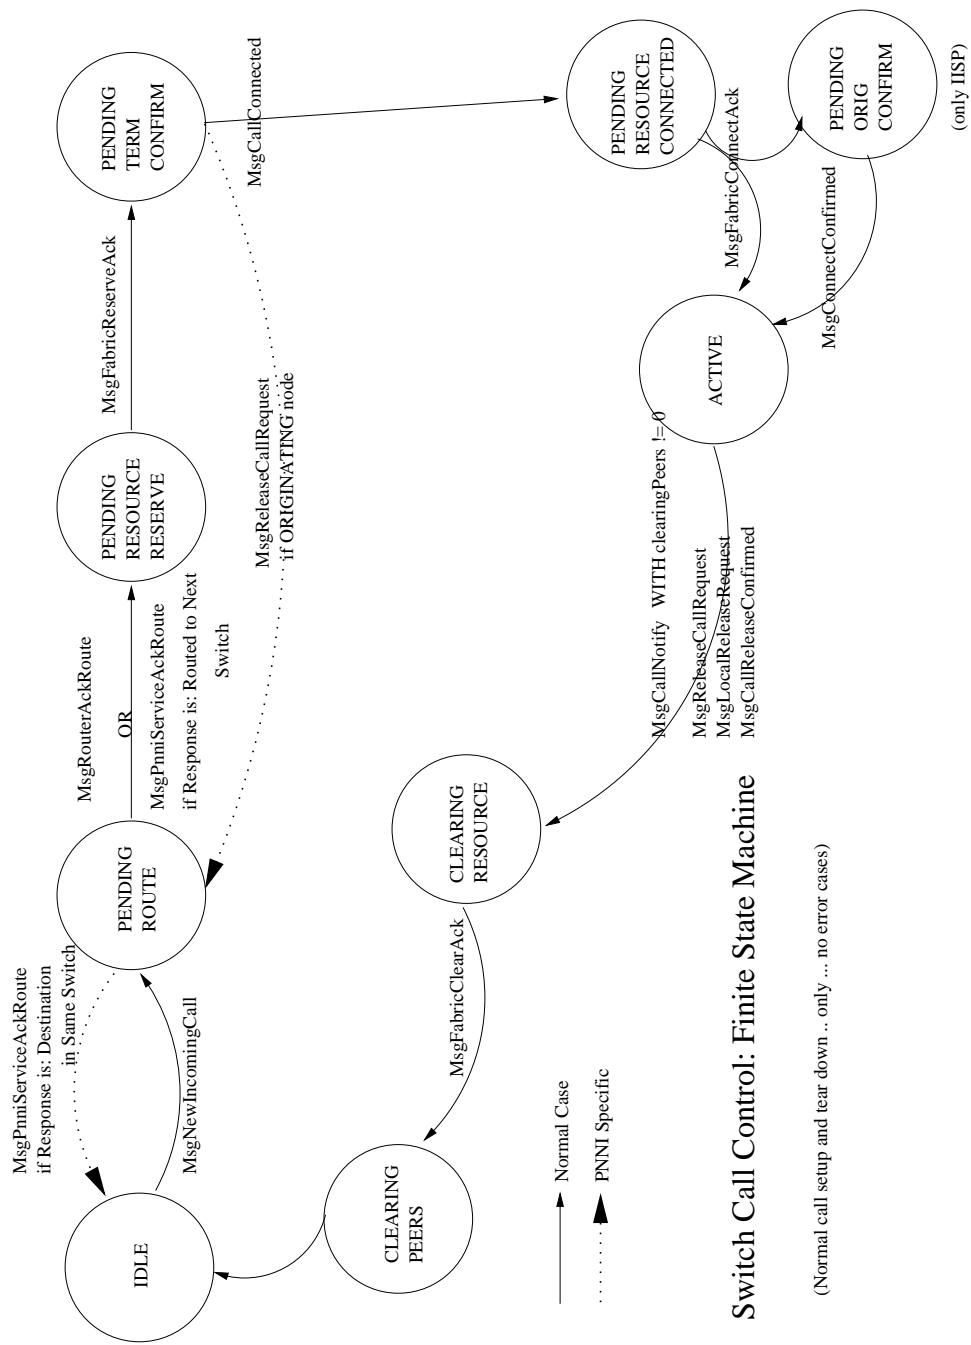 MsgPnniServiceAckRoute
if Response is: Destination
in Same Switch
IDLE
MsgNewIncomingCall
PENDING
ROUTE
MsgRouterAckRoute
OR
MsgPnniServiceAckRoute
if Response is: Routed to Next
Switch
PENDING
RESOURCE
RESERVE
MsgFabricReserveAck
PENDING
TERM
CONFIRM
MsgCallConnected
MsgReleaseCallRequest
if ORIGINATING node
CLEARING
PEERS
MsgFabricClearAck
CLEARING
RESOURCE
MsgCallNotify WITH clearingPeers != 0
MsgReleaseCallRequest
MsgLocalReleaseRequest
MsgCallReleaseConfirmed
ACTIVE
MsgFabricConnectAck
PENDING
RESOURCE
CONNECTED
MsgConnectConfirmed
PENDING
ORIG
CONFIRM
(only IISP)
Normal Case
PNNI Specific
Switch Call Control: Finite State Machine
(Normal call setup and tear down .. only ... no error cases)